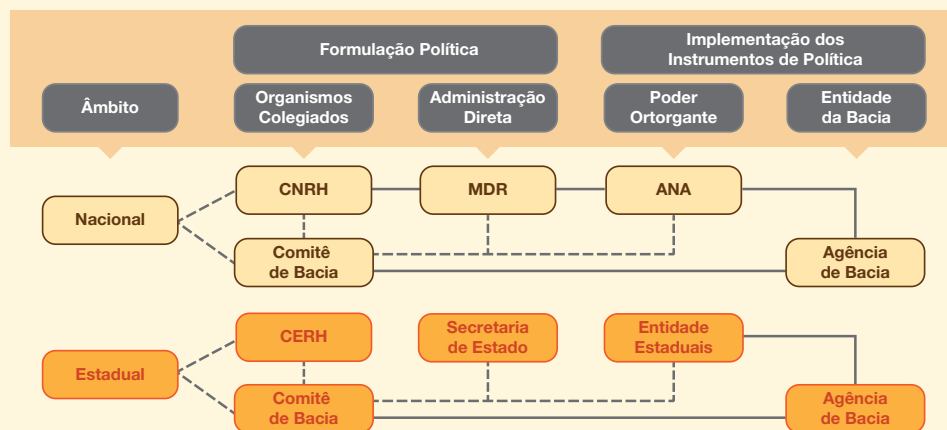 Formulação Política
Implementação dos
Instrumentos de Política
Âmbito
Organismos
Colegiados
Administração
Direta
Poder
Ortorgante
Entidade
da Bacia
Nacional
CNRH
MDR
ANA
Comitê
de Bacia
Agência
de Bacia
Estadual
CERH
Secretaria
de Estado
Entidade
Estaduais
Comitê
de Bacia
Agência
de Bacia